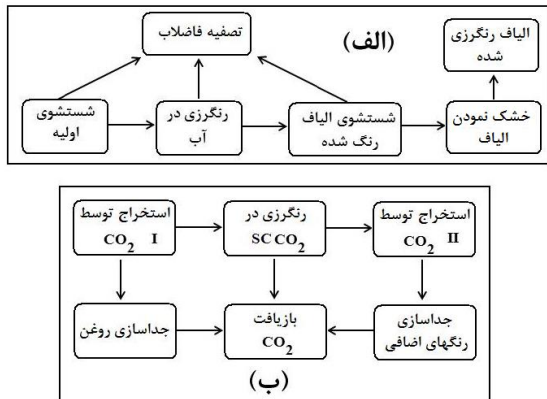 (الف)
تصفیه فاضلاب
الیاف رنگرزی
شده
شستشوی
اولیه
رنگرزی در
آب
شستشوی الیاف
رنگ شده
خشک نمودن
الیاف
استخراج توسط
CO2 I
رنگرزی در
SC CO2
استخراج توسط
CO2 II
جداسازی روغن
بازیافت
CO2
جداسازی
رنگهای اضافی
(ب)